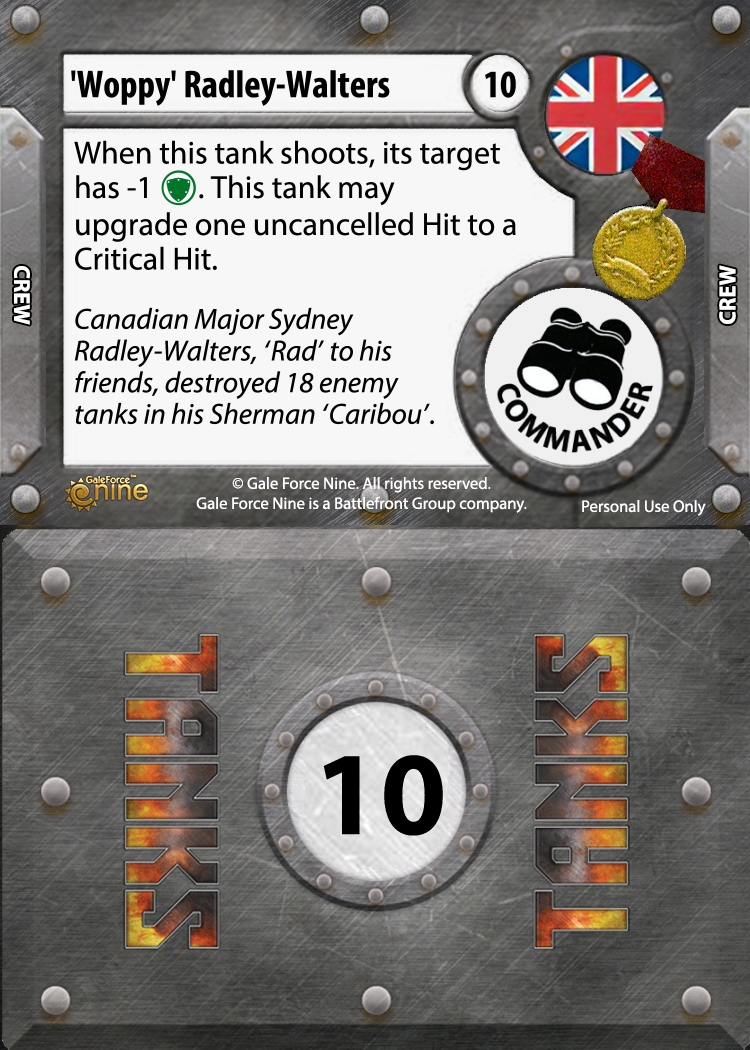 'Woppy' Radley-Walters
10
When this tank shoots, its target
has -1 . This tank may
upgrade one uncancelled Hit to a
Critical Hit.
Canadian Major Sydney
Radley-Walters, ‘Rad’ to his
friends, destroyed 18 enemy
tanks in his Sherman ‘Caribou’.
CREW
CREW
COMMANDER
GaleForce™
nine
© Gale Force Nine. All rights reserved.
Gale Force Nine is a Battlefront Group company.
Personal Use Only
TANKS
10
TANKS